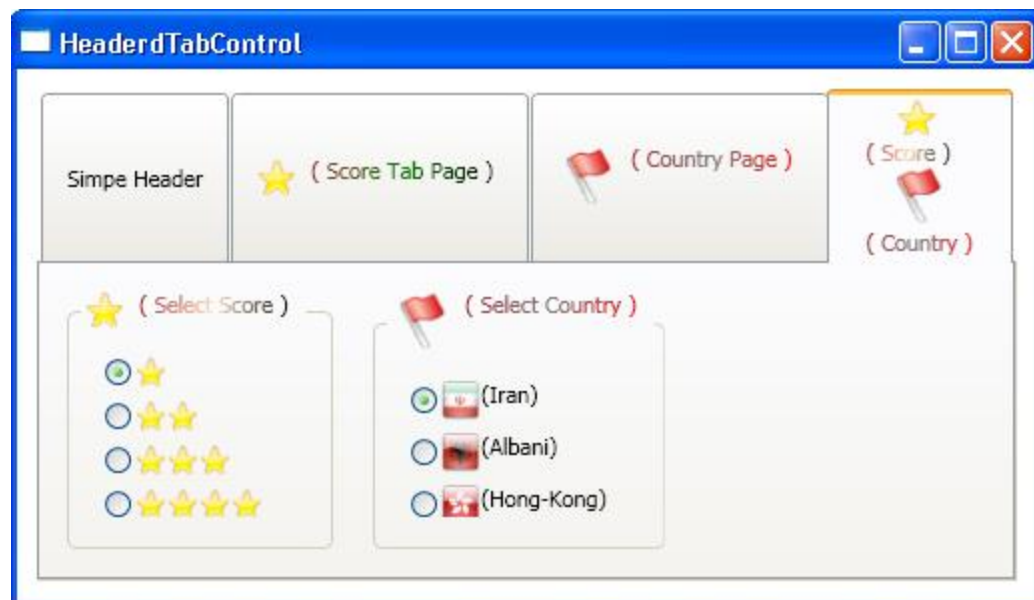 HeaderdTabControl
Simpe Header
( Score Tab Page )
( Country Page )
( Score )
( Country )
( Select Score )
( Select Country )
(Iran)
(Albani)
(Hong-Kong)